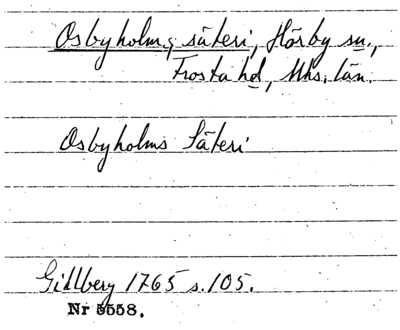 Osbyholms säteri, Hörby sn.,
Frosta hd, Mhs. län.
Osbyholms Säteri
Gillberg 1765 s. 105.
Nr 5558.